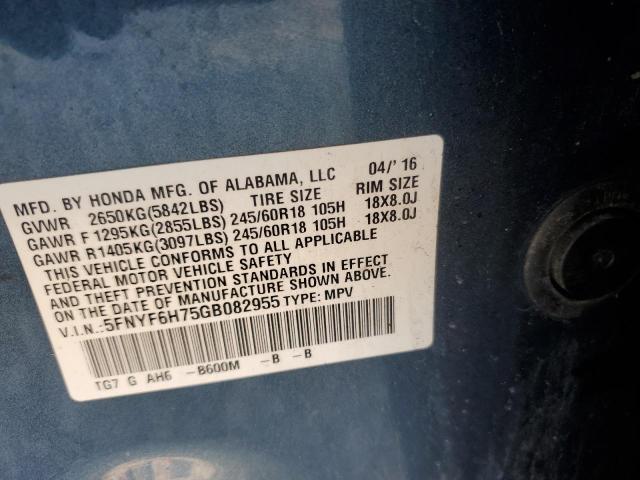 MFD. BY HONDA MFG. OF ALABAMA, LLC 04/'16
GVWR 2650KG(5842LBS) TIRE SIZE RIM SIZE
GAWR F 1295KG(2855LBS) 245/60R18 105H 18X8.0J
GAWR R1405KG(3097LBS) 245/60R18 105H 18X8.0J
THIS VEHICLE CONFORMS TO ALL APPLICABLE
FEDERAL MOTOR VEHICLE SAFETY
AND THEFT PREVENTION STANDARDS IN EFFECT
ON THE DATE OF MANUFACTURE SHOWN ABOVE.
V.I.N.:5FNYF6H75GB082955 TYPE: MPV
TG7 G AH6 -B600M -B -B